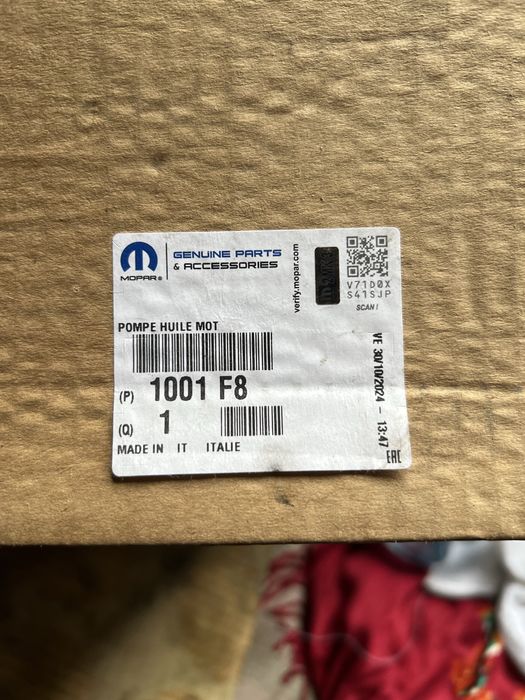 MOPAR®
GENUINE PARTS
& ACCESSORIES
verify.mopar.com
V71D0X
S41SJP
SCAN !
POMPE HUILE MOT
(P) 1001 F8
(Q) 1
MADE IN IT ITALIE
VE 30/10/2024 - 13:47
EAC